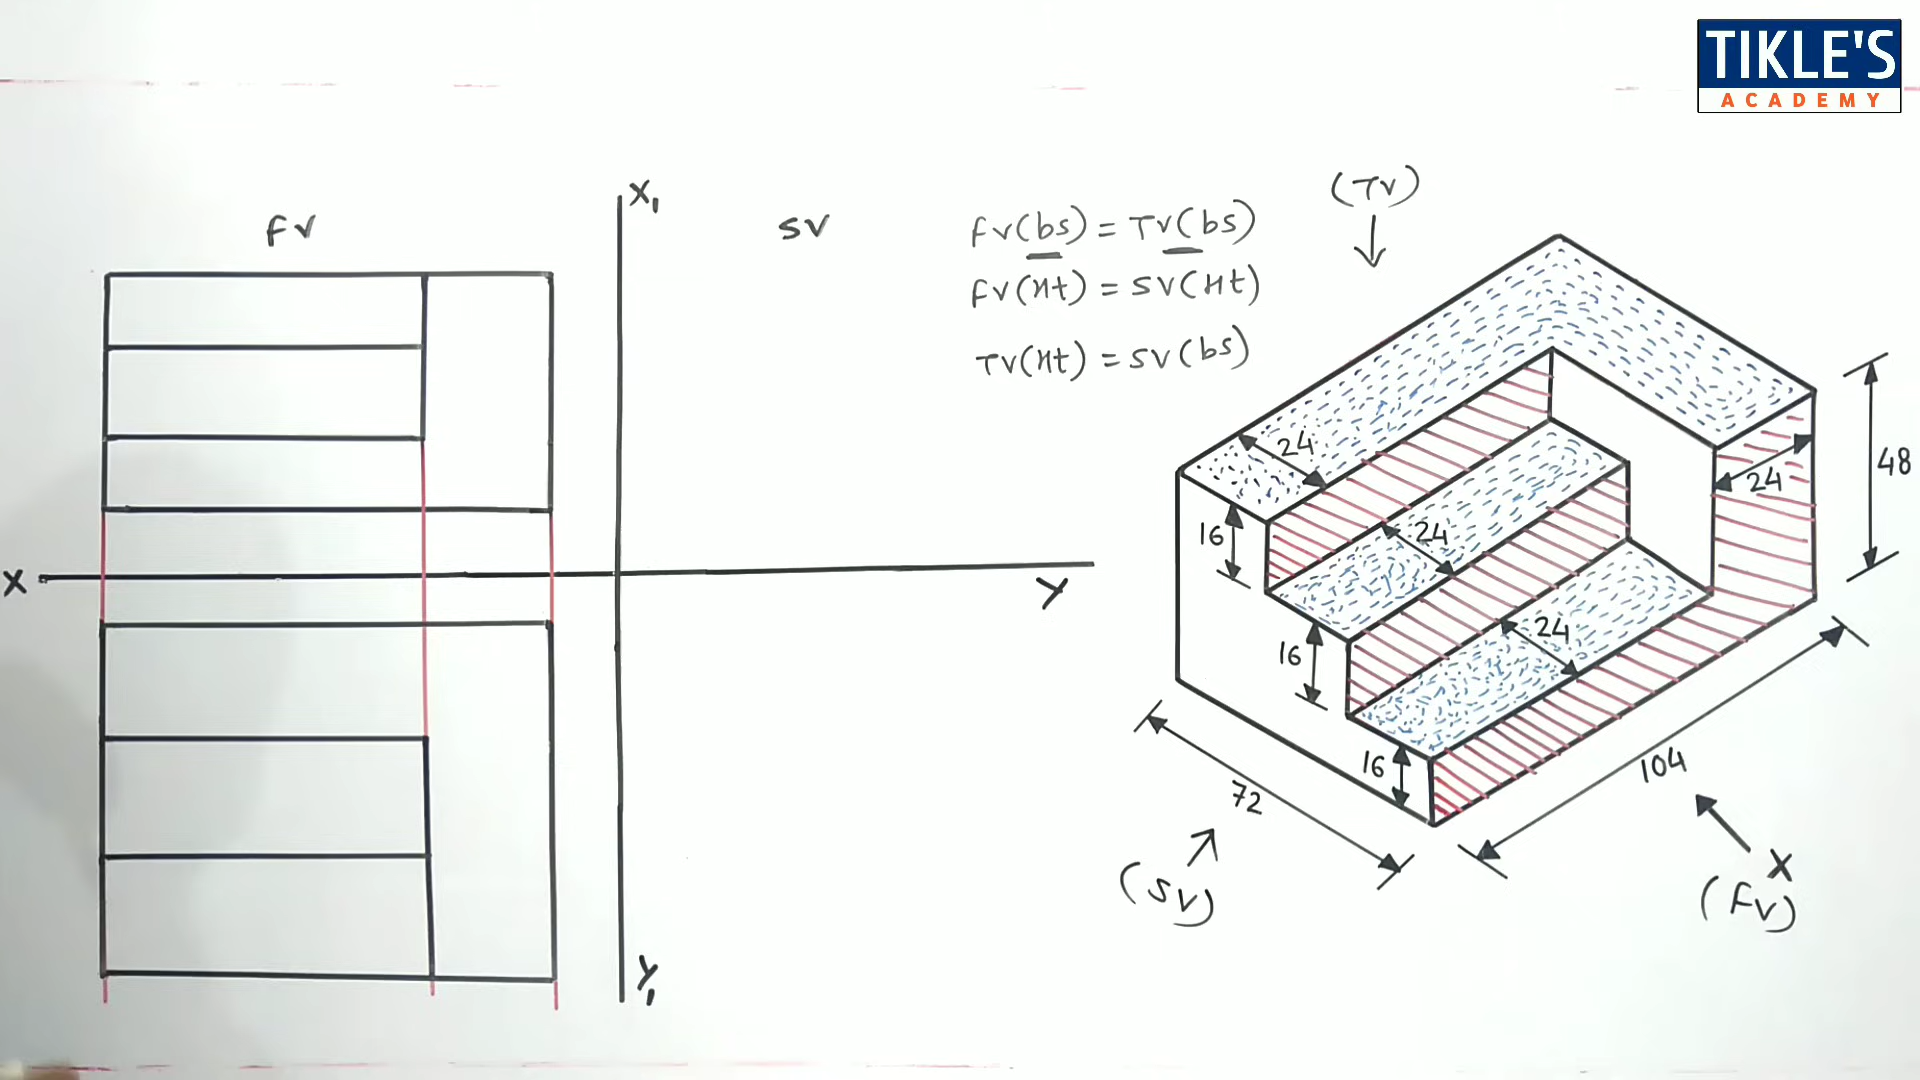 TIKLE'S
ACADEMY
(TV)
X₁
FV
SV
FV(bs) = TV(bs)
FV(Ht) = SV(Ht)
TV(Ht) = SV(bs)
24
48
24
16
24
X
Y
24
16
16
104
72
X
(SV)
(FV)
Y₁